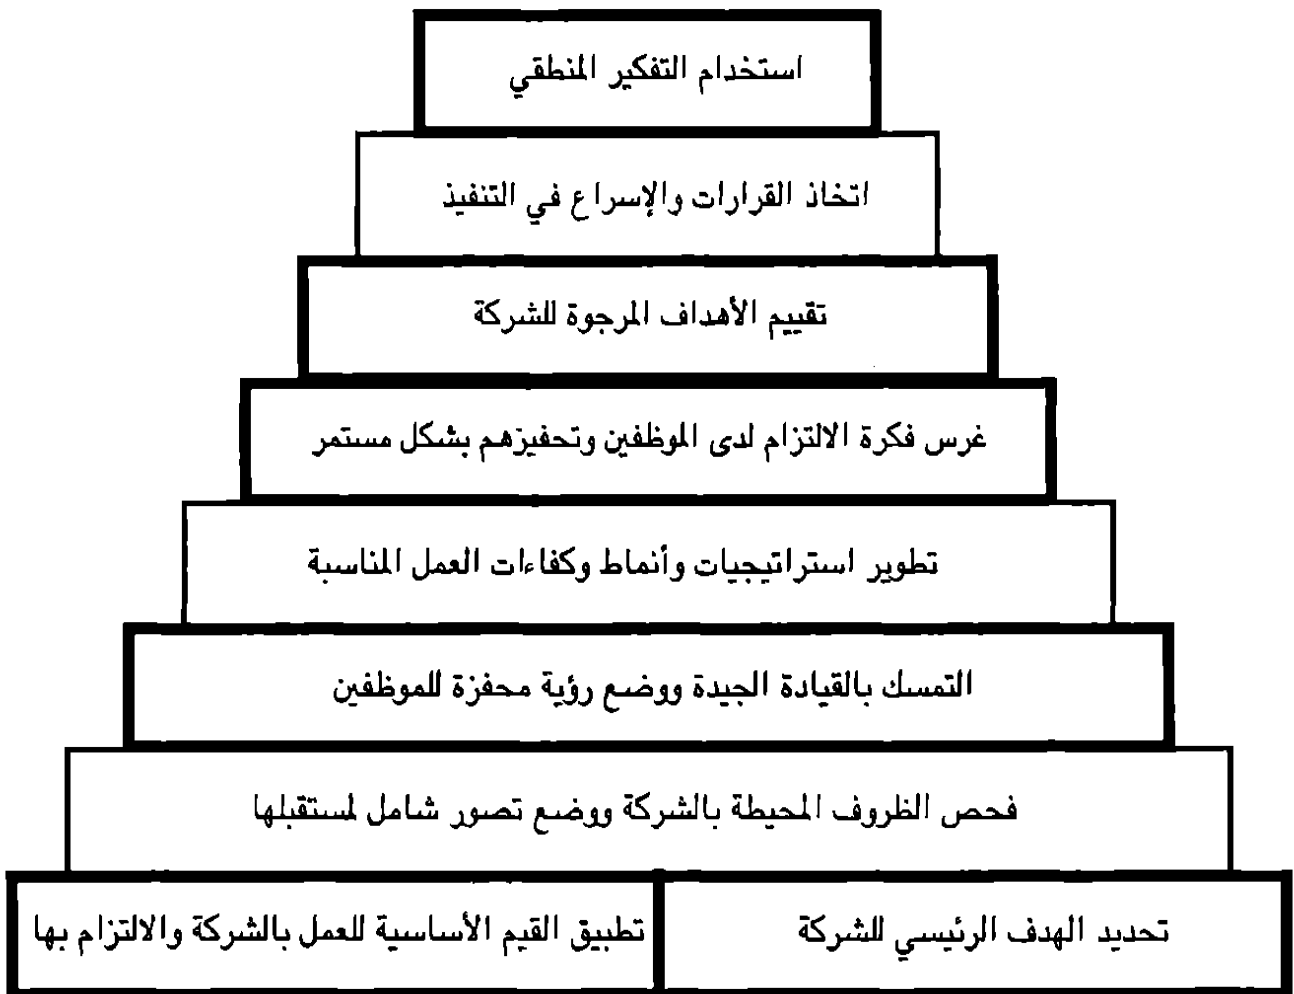 استخدام التفكير المنطقي
اتخاذ القرارات والإسراع في التنفيذ
تقييم الأهداف المرجوة للشركة
غرس فكرة الالتزام لدى الموظفين وتحفيزهم بشكل مستمر
تطوير استراتيجيات وأنماط وكفاءات العمل المناسبة
التمسك بالقيادة الجيدة ووضع رؤية محفزة للموظفين
فحص الظروف المحيطة بالشركة ووضع تصور شامل لمستقبلها
تحديد الهدف الرئيسي للشركة
تطبيق القيم الأساسية للعمل بالشركة والالتزام بها